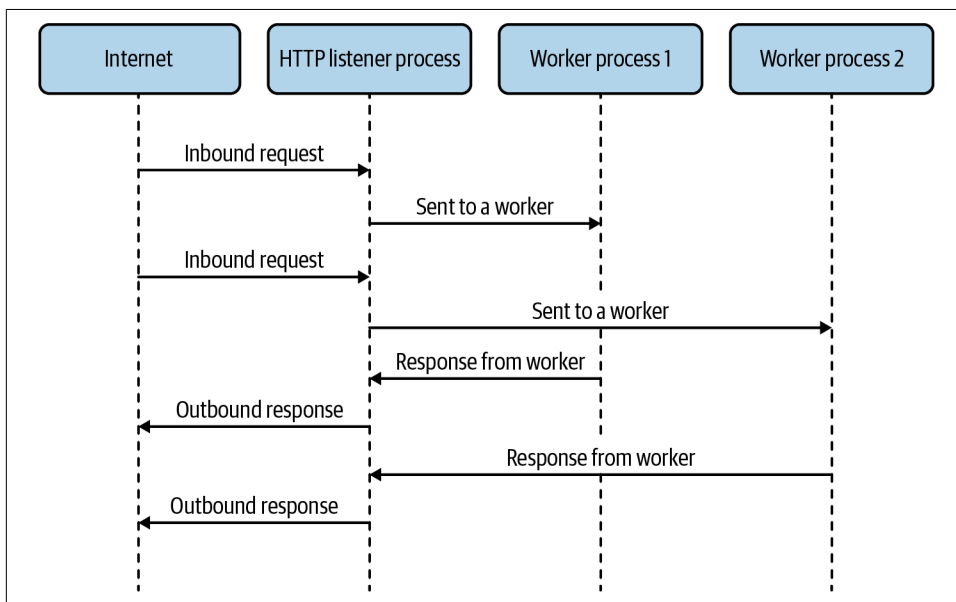 Internet
HTTP listener process
Worker process 1
Worker process 2
Inbound request
Sent to a worker
Inbound request
Sent to a worker
Response from worker
Outbound response
Response from worker
Outbound response